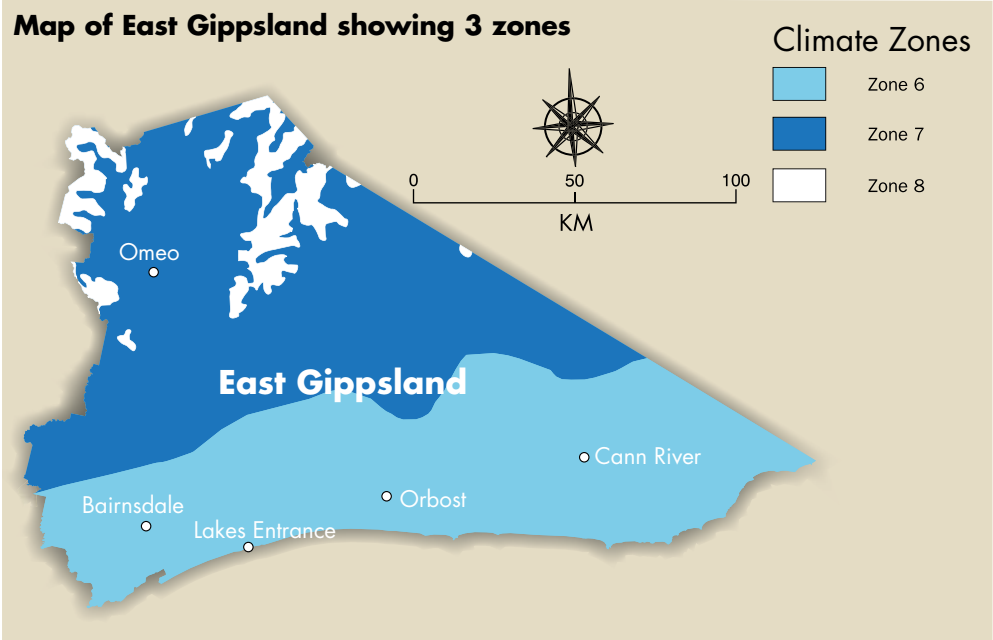 Map of East Gippsland showing 3 zones
Climate Zones
Zone 6
Zone 7
Zone 8
0 50 100
KM
Omeo
East Gippsland
Cann River
Orbost
Bairnsdale
Lakes Entrance